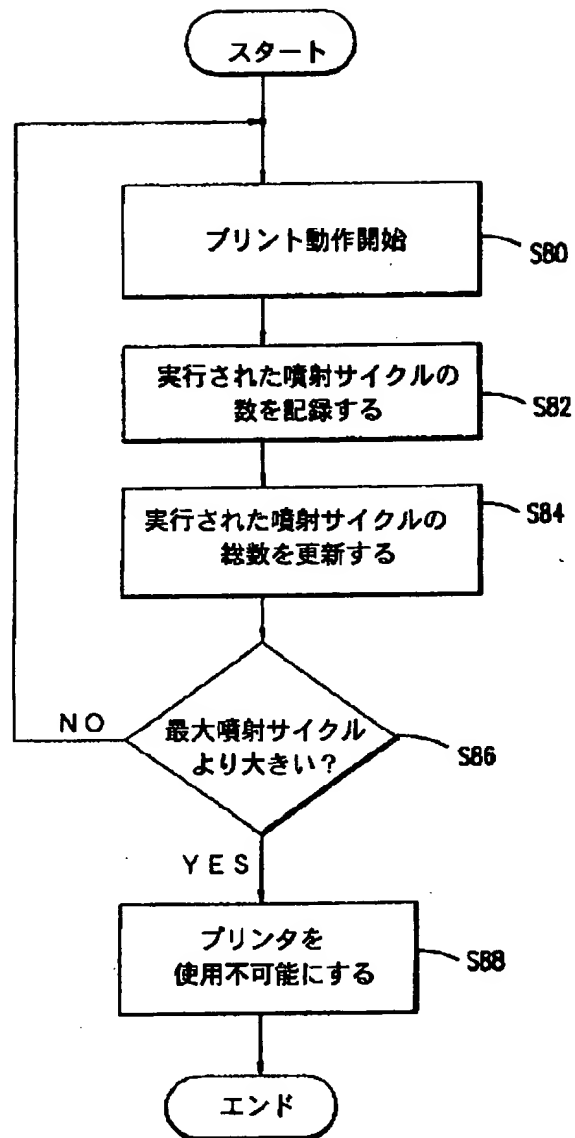 スタート
プリント動作開始
S80
実行された噴射サイクルの
数を記録する
S82
実行された噴射サイクルの
総数を更新する
S84
最大噴射サイクル
より大きい？
S86
NO
YES
プリンタを
使用不可能にする
S88
エンド